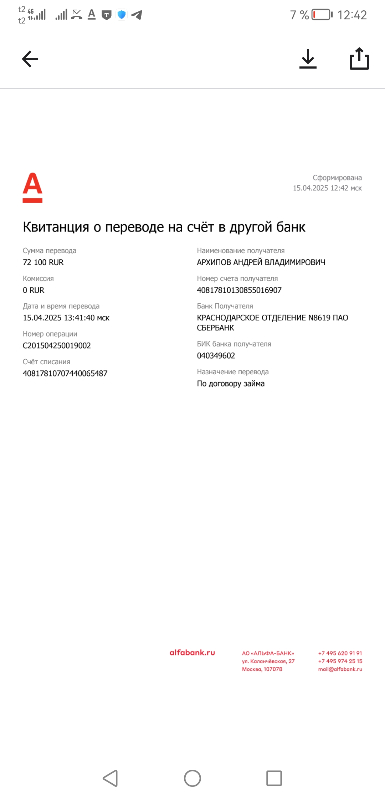 t2
t2
7 %
12:42
Сформирована
15.04.2025 12:42 мск
Квитанция о переводе на счёт в другой банк
Сумма перевода
72 100 RUR
Комиссия
0 RUR
Дата и время перевода
15.04.2025 13:41:40 мск
Номер операции
C201504250019002
Счёт списания
40817810707440065487
Наименование получателя
АРХИПОВ АНДРЕЙ ВЛАДИМИРОВИЧ
Номер счета получателя
40817810130855016907
Банк Получателя
КРАСНОДАРСКОЕ ОТДЕЛЕНИЕ N8619 ПАО
СБЕРБАНК
БИК банка получателя
040349602
Назначение перевода
По договору займа
alfabank.ru
АО «АЛЬФА-БАНК»
ул. Каланчёвская, 27
Москва, 107078
+7 495 620 91 91
+7 495 974 25 15
mail@alfabank.ru